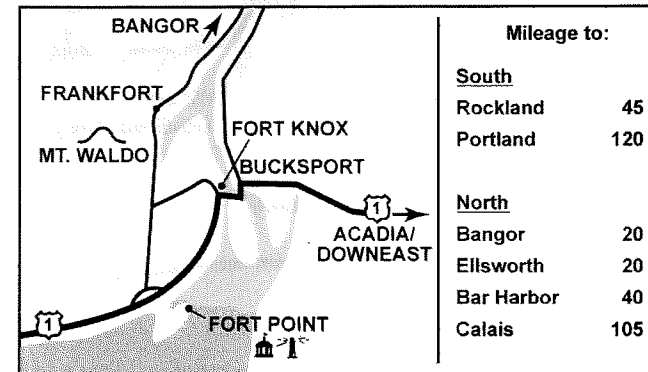 BANGOR
FRANKFORT
MT. WALDO
FORT KNOX
BUCKSPORT
1
ACADIA/
DOWNEAST
1
FORT POINT
Mileage to:
South
Rockland 45
Portland 120
North
Bangor 20
Ellsworth 20
Bar Harbor 40
Calais 105